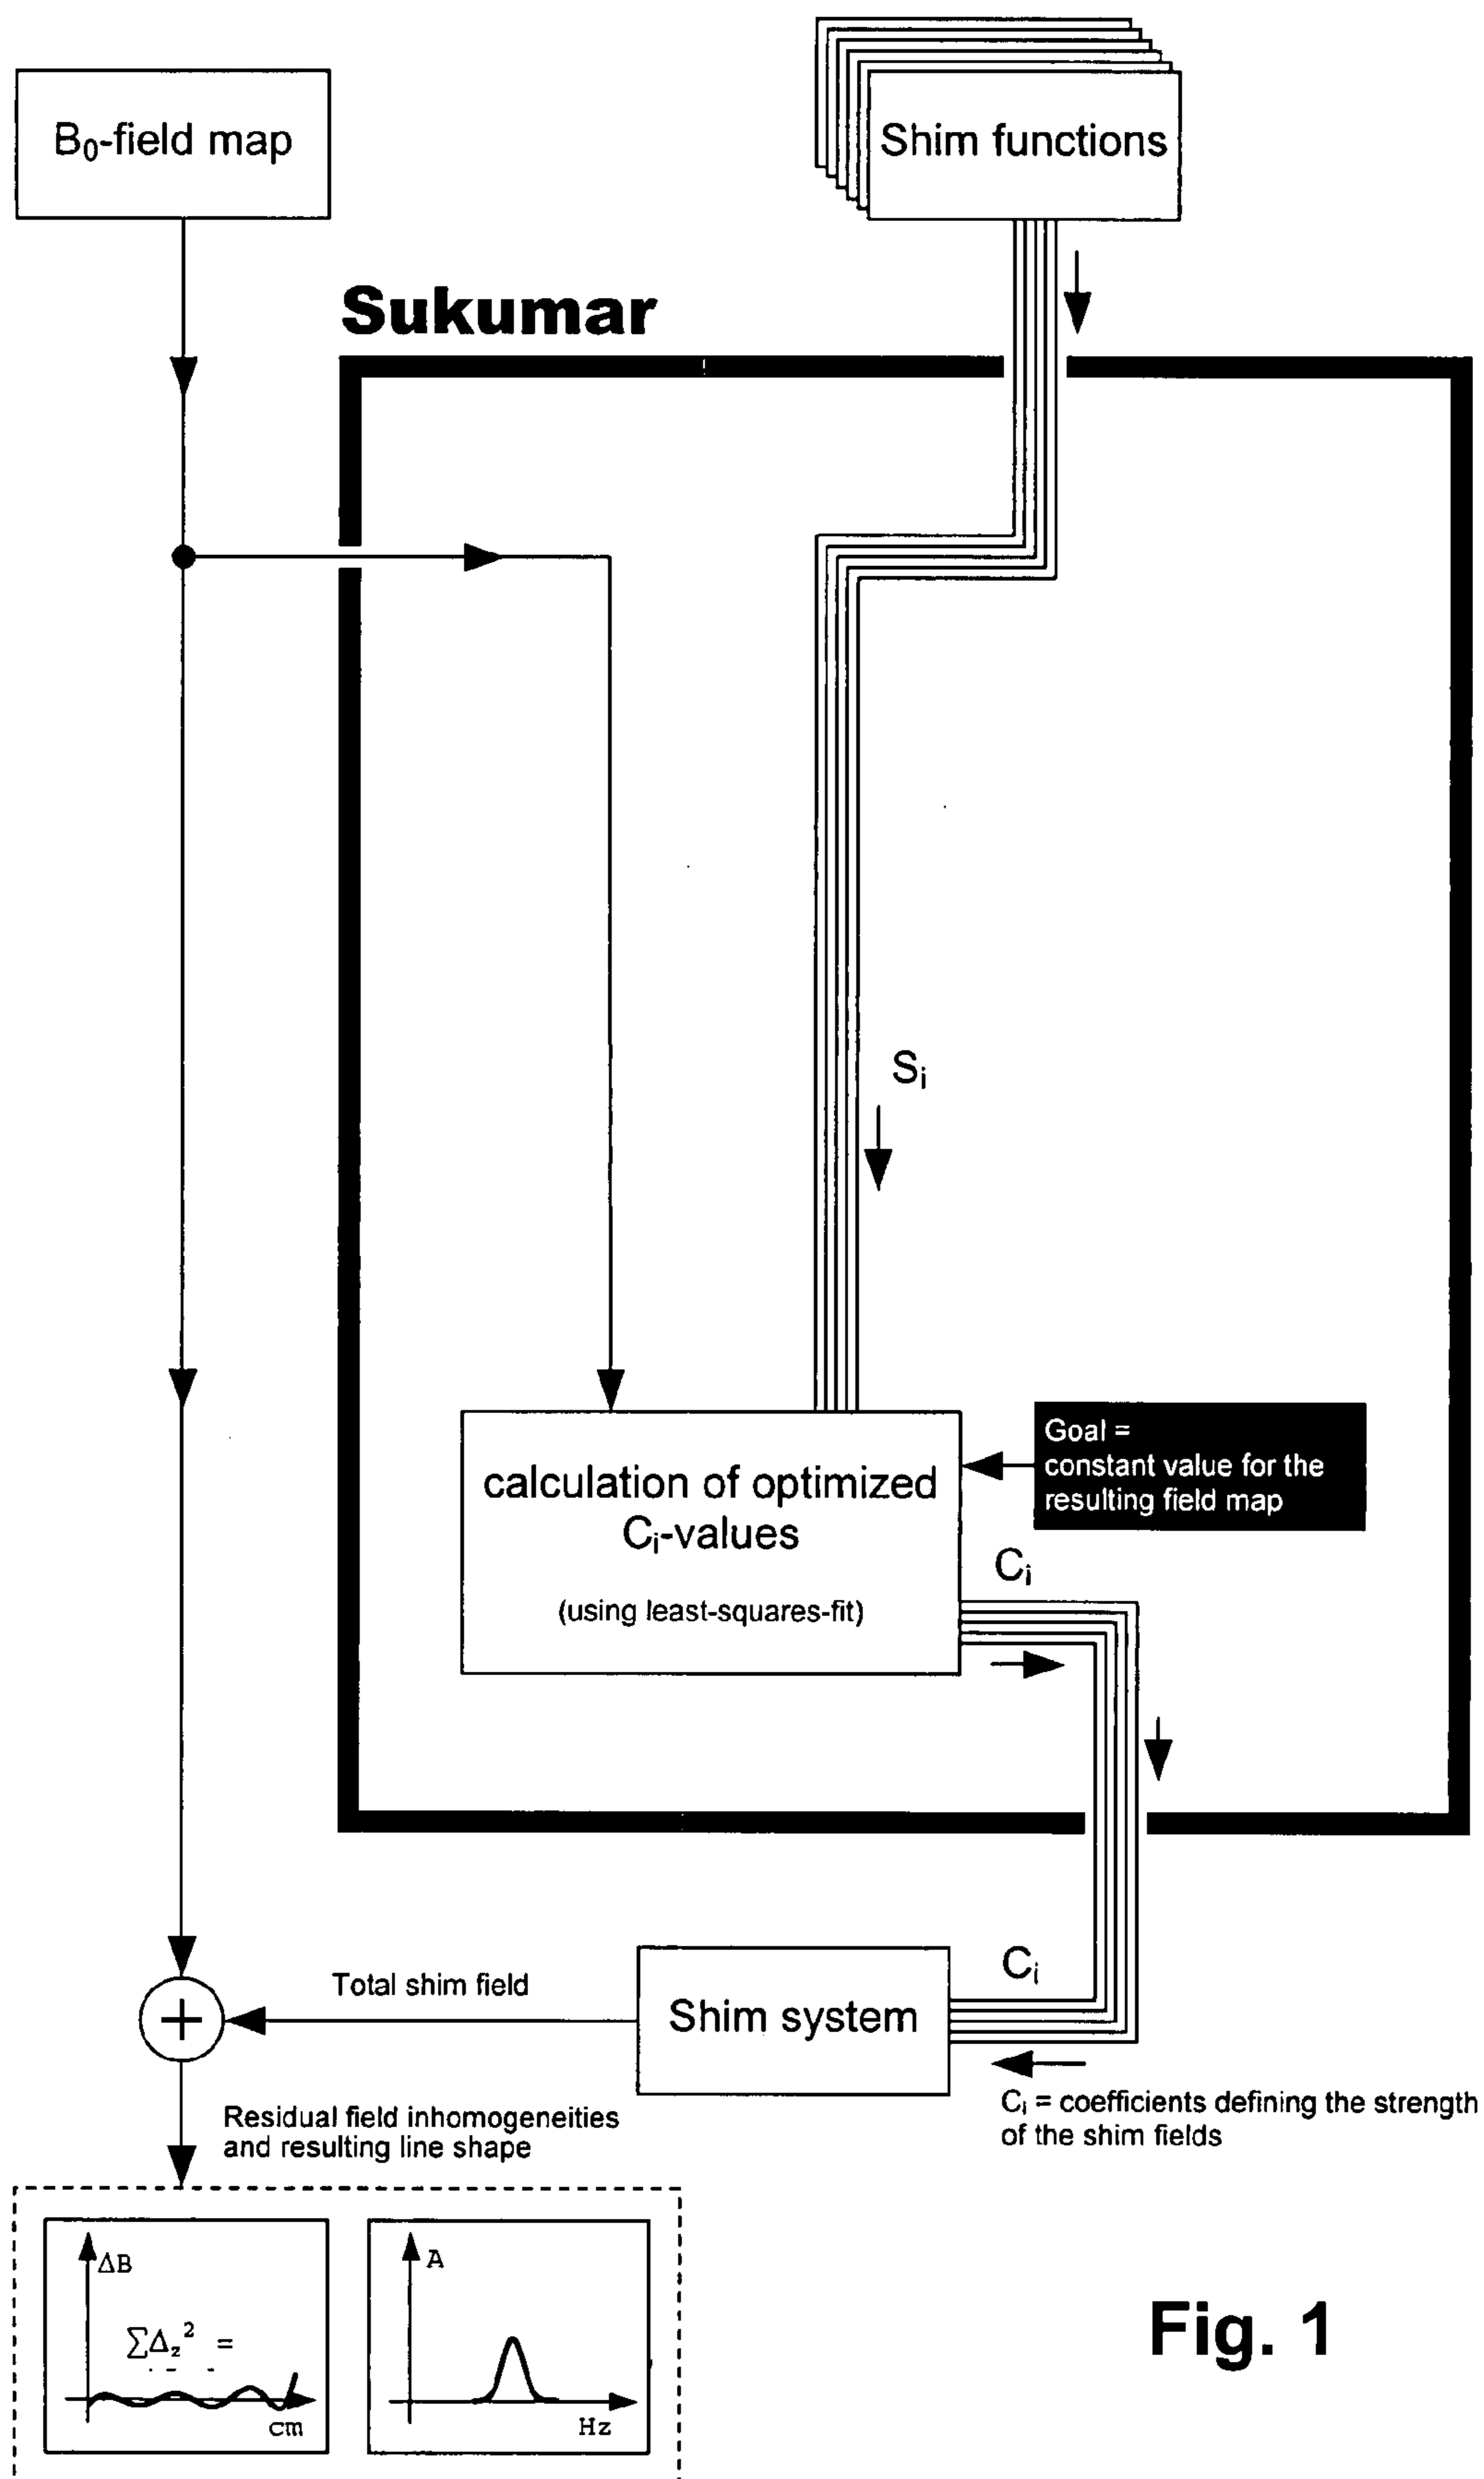 B₀-field map
Shim functions
Sukumar
Sᵢ
calculation of optimized
Cᵢ-values
(using least-squares-fit)
Goal =
constant value for the
resulting field map
Cᵢ
Total shim field
Shim system
Cᵢ
Cᵢ = coefficients defining the strength
of the shim fields
Residual field inhomogeneities
and resulting line shape
ΔB
∑Δ_z² =
cm
A
Hz
Fig. 1